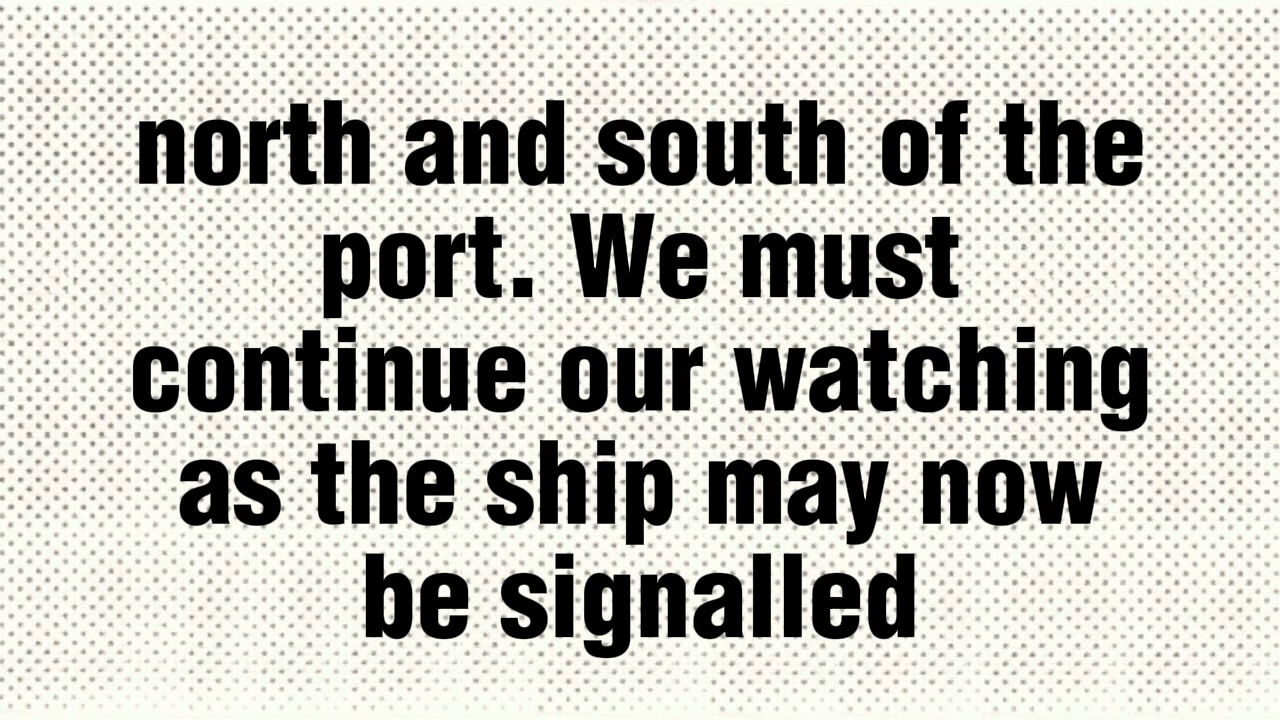 north and south of the
port. We must
continue our watching
as the ship may now
be signalled